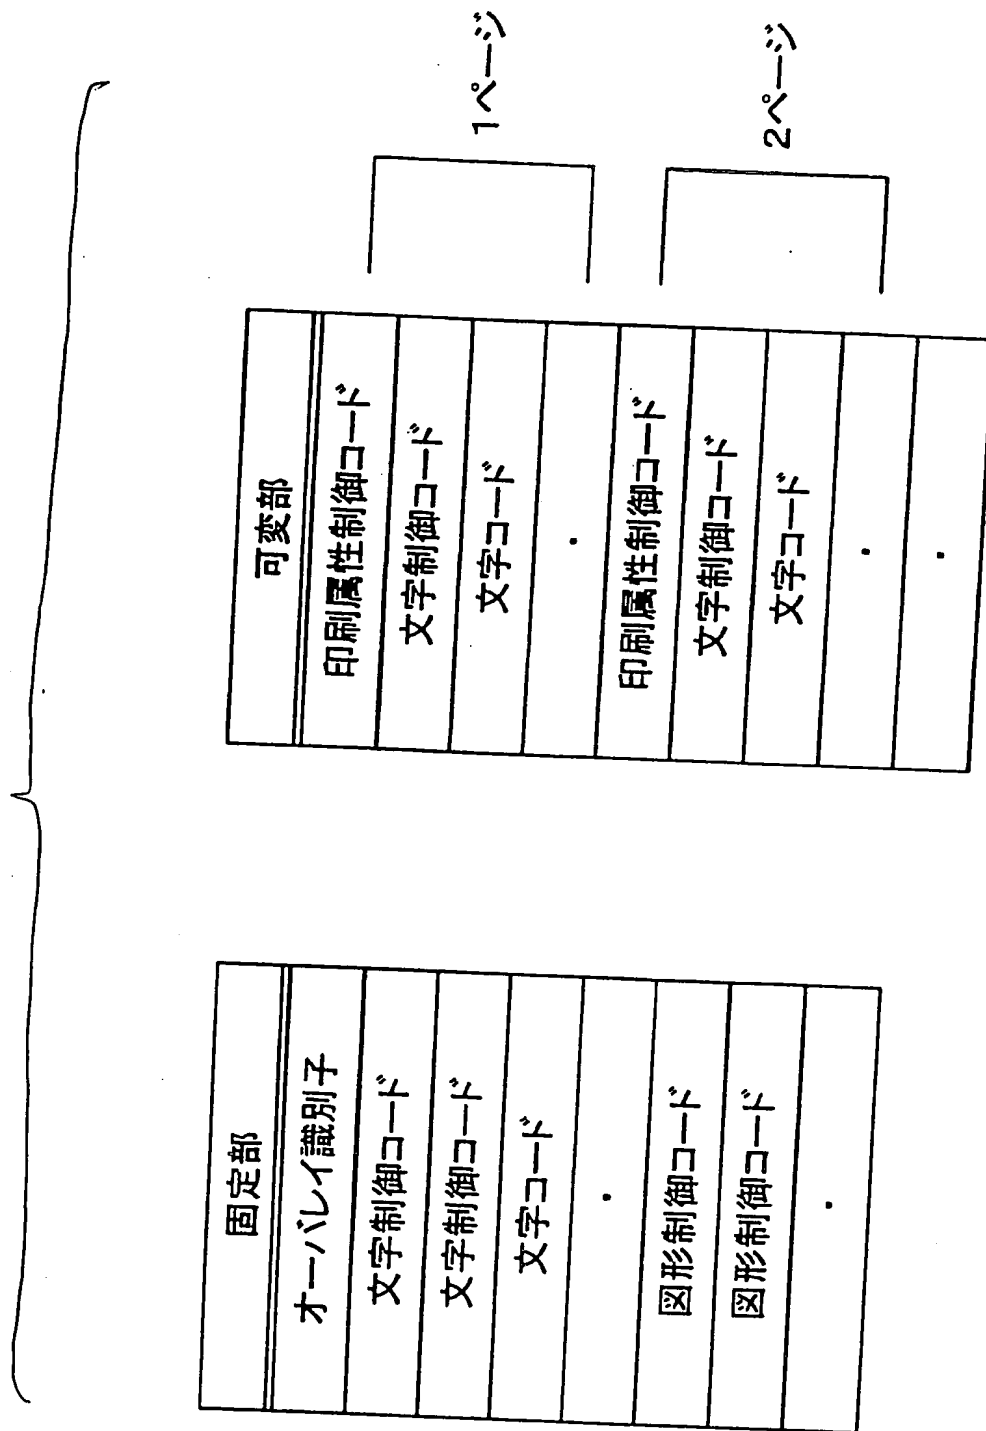 固定部
オーバレイ識別子
文字制御コード
文字制御コード
文字コード
・
図形制御コード
図形制御コード
・
可変部
印刷属性制御コード
文字制御コード
文字コード
・
印刷属性制御コード
文字制御コード
文字コード
・
・
1ページ
2ページ